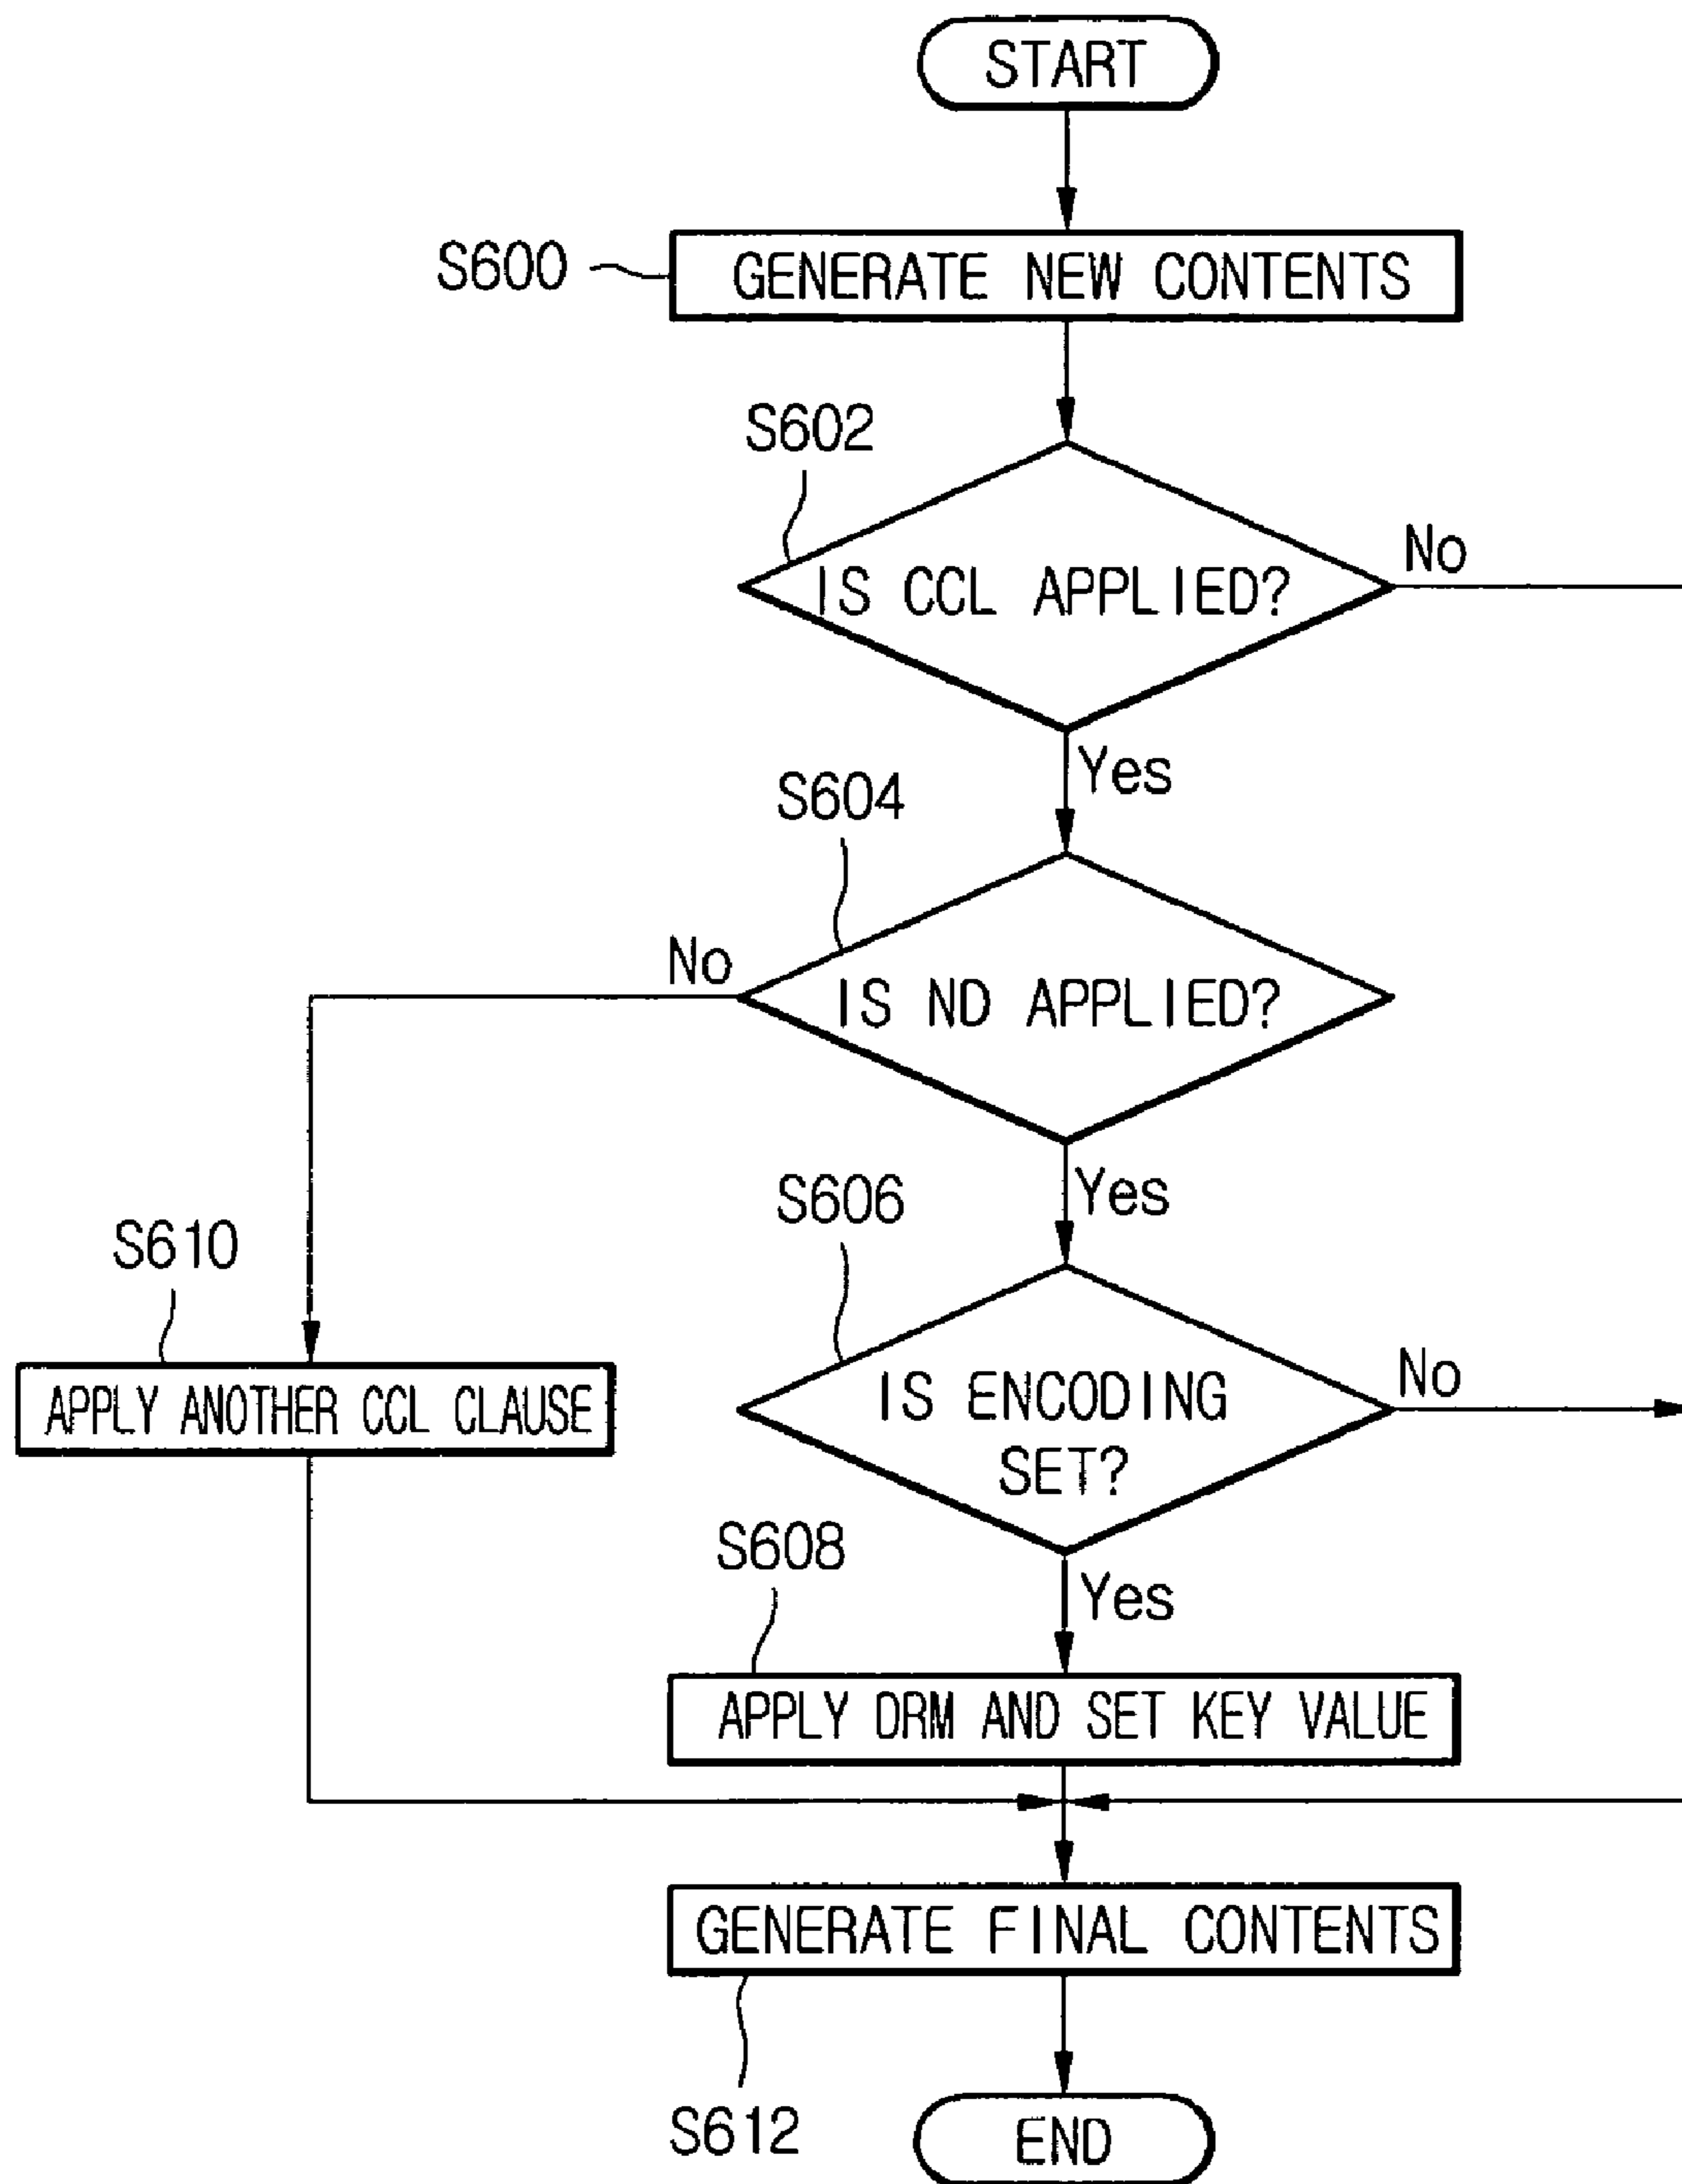 START
S600
GENERATE NEW CONTENTS
S602
IS CCL APPLIED?
No
Yes
S604
No
IS ND APPLIED?
Yes
S606
S610
IS ENCODING
SET?
No
APPLY ANOTHER CCL CLAUSE
S608
Yes
APPLY DRM AND SET KEY VALUE
GENERATE FINAL CONTENTS
S612
END